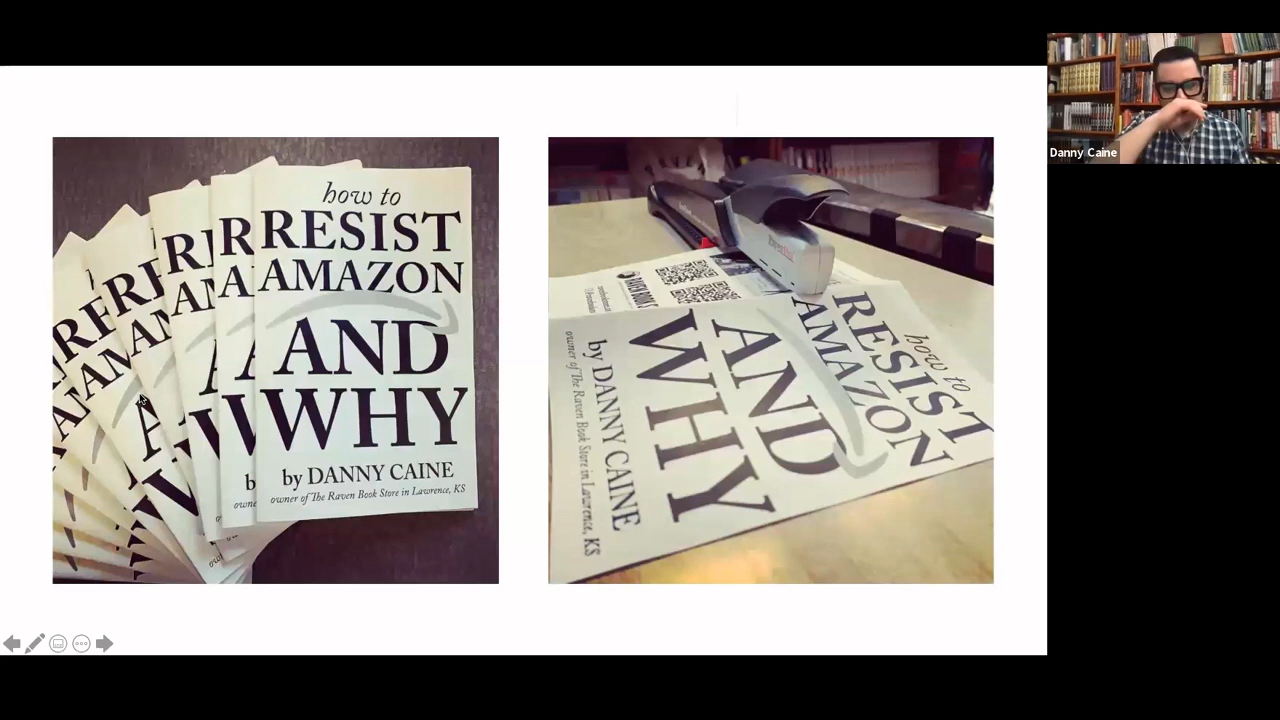 how to
RESIST
AMAZON
AND
WHY
by DANNY CAINE
owner of The Raven Book Store in Lawrence, KS
how to
RESIST
AMAZON
AND
WHY
by DANNY CAINE
owner of The Raven Book Store in Lawrence, KS
RAVEN BOOK S
Danny Caine